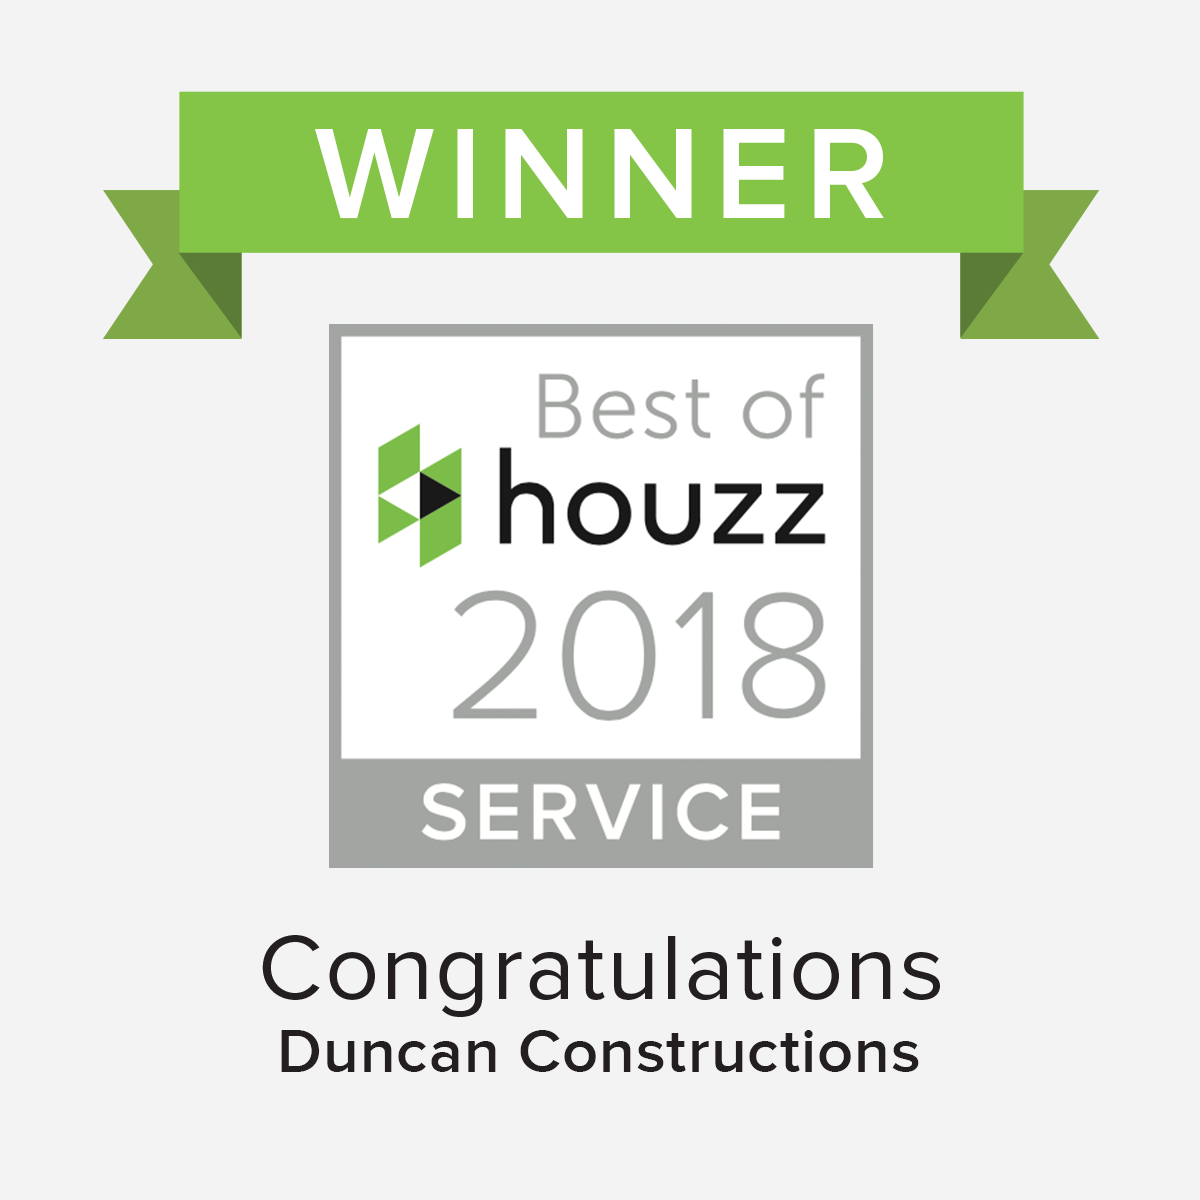 WINNER
Best of
houzz
2018
SERVICE
Congratulations
Duncan Constructions